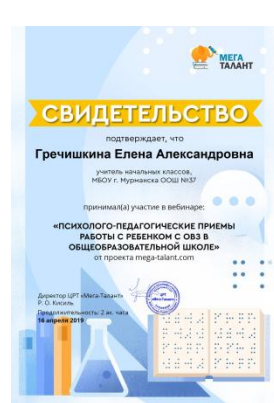 МЕГА
ТАЛАНТ
СВИДЕТЕЛЬСТВО
подтверждает, что
Гречишкина Елена Александровна
учитель начальных классов,
МБОУ г. Мурманска ООШ №37
принимал(а) участие в вебинаре:
«ПСИХОЛОГО-ПЕДАГОГИЧЕСКИЕ ПРИЕМЫ
РАБОТЫ С РЕБЕНКОМ С ОВЗ В
ОБЩЕОБРАЗОВАТЕЛЬНОЙ ШКОЛЕ»
от проекта mega-talant.com
Директор ЦРТ «Мега-Талант»
Р. О. Кисель
Продолжительность: 2 ак. часа
16 апреля 2019